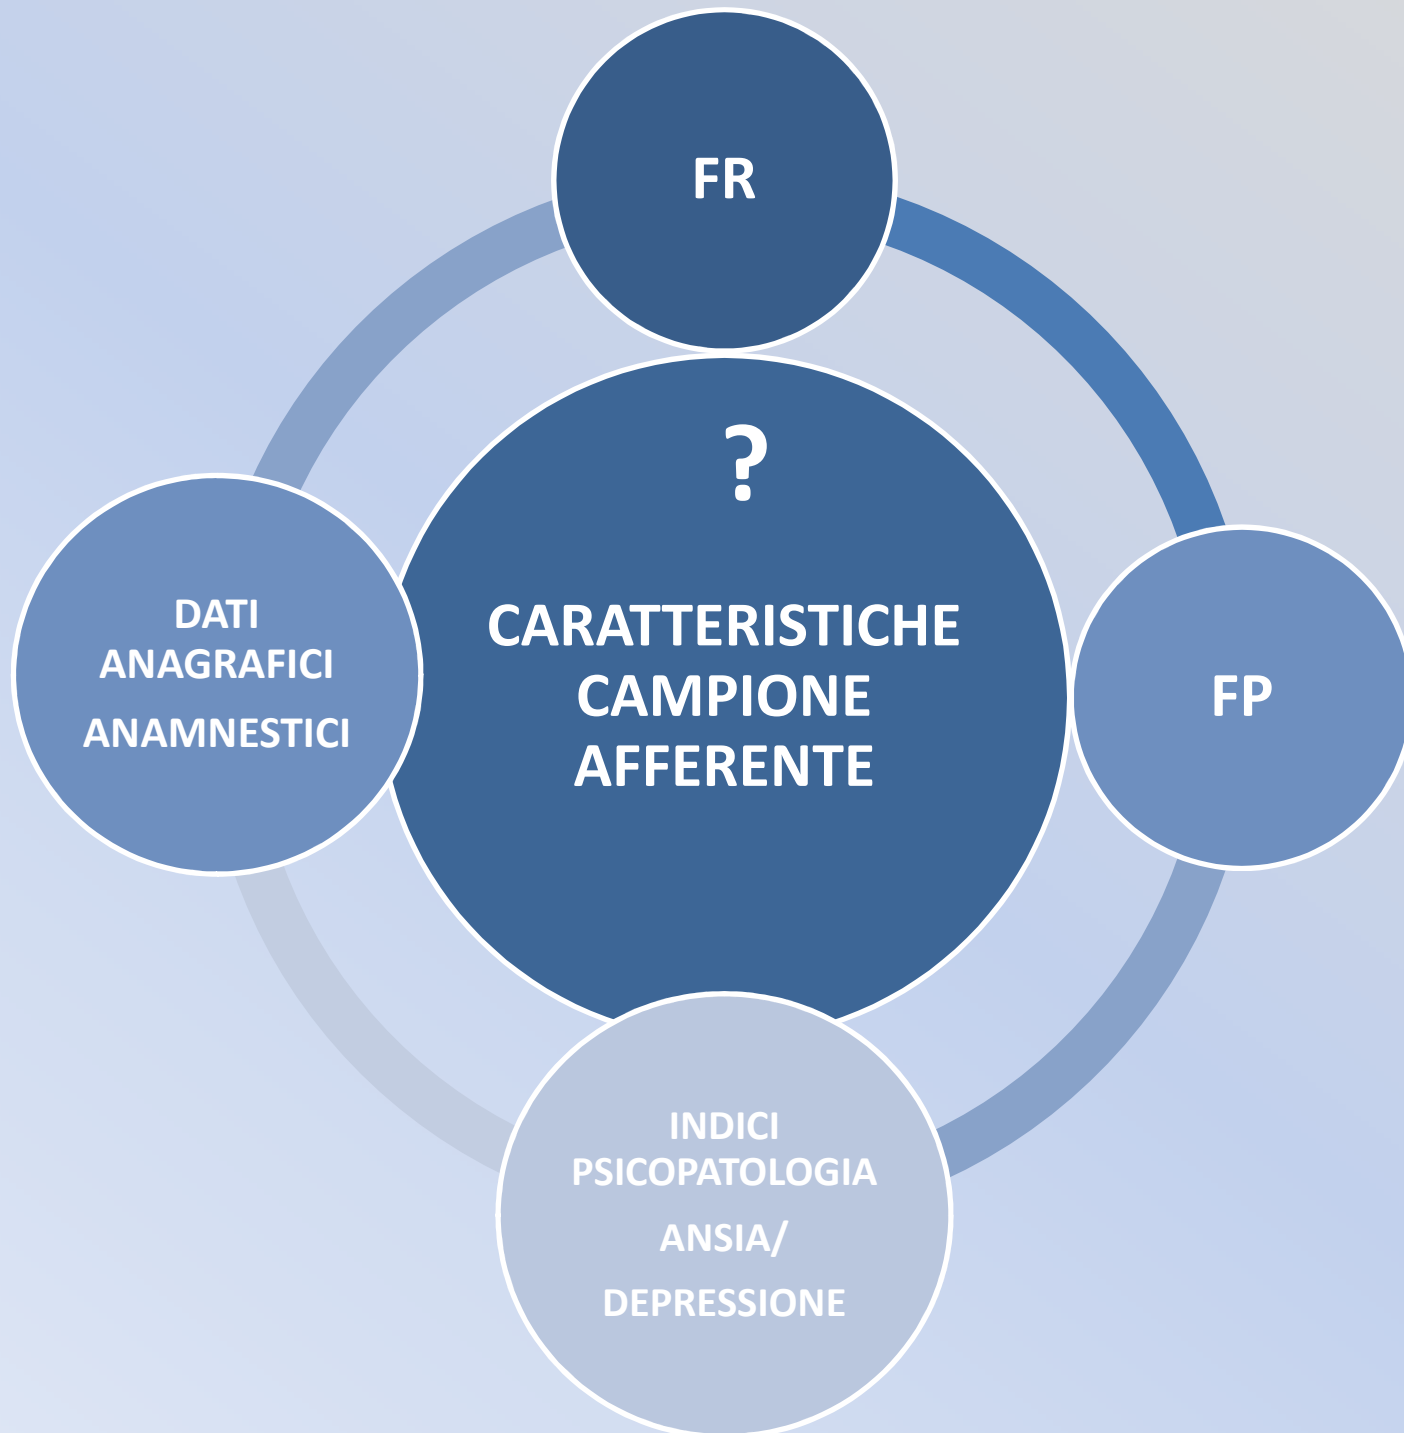 FR
?
CARATTERISTICHE
CAMPIONE
AFFERENTE
DATI
ANAGRAFICI
ANAMNESTICI
FP
INDICI
PSICOPATOLOGIA
ANSIA/
DEPRESSIONE